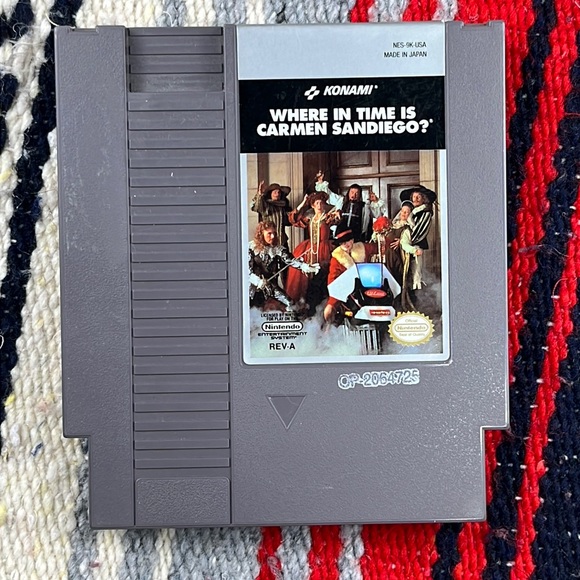 NES-9K-USA
MADE IN JAPAN
KONAMI®
WHERE IN TIME IS
CARMEN SANDIEGO?
LICENSED BY NINTENDO
FOR PLAY ON THE
Nintendo
ENTERTAINMENT
SYSTEM
REV-A
Official
Nintendo
Seal of Quality
OP-2064725